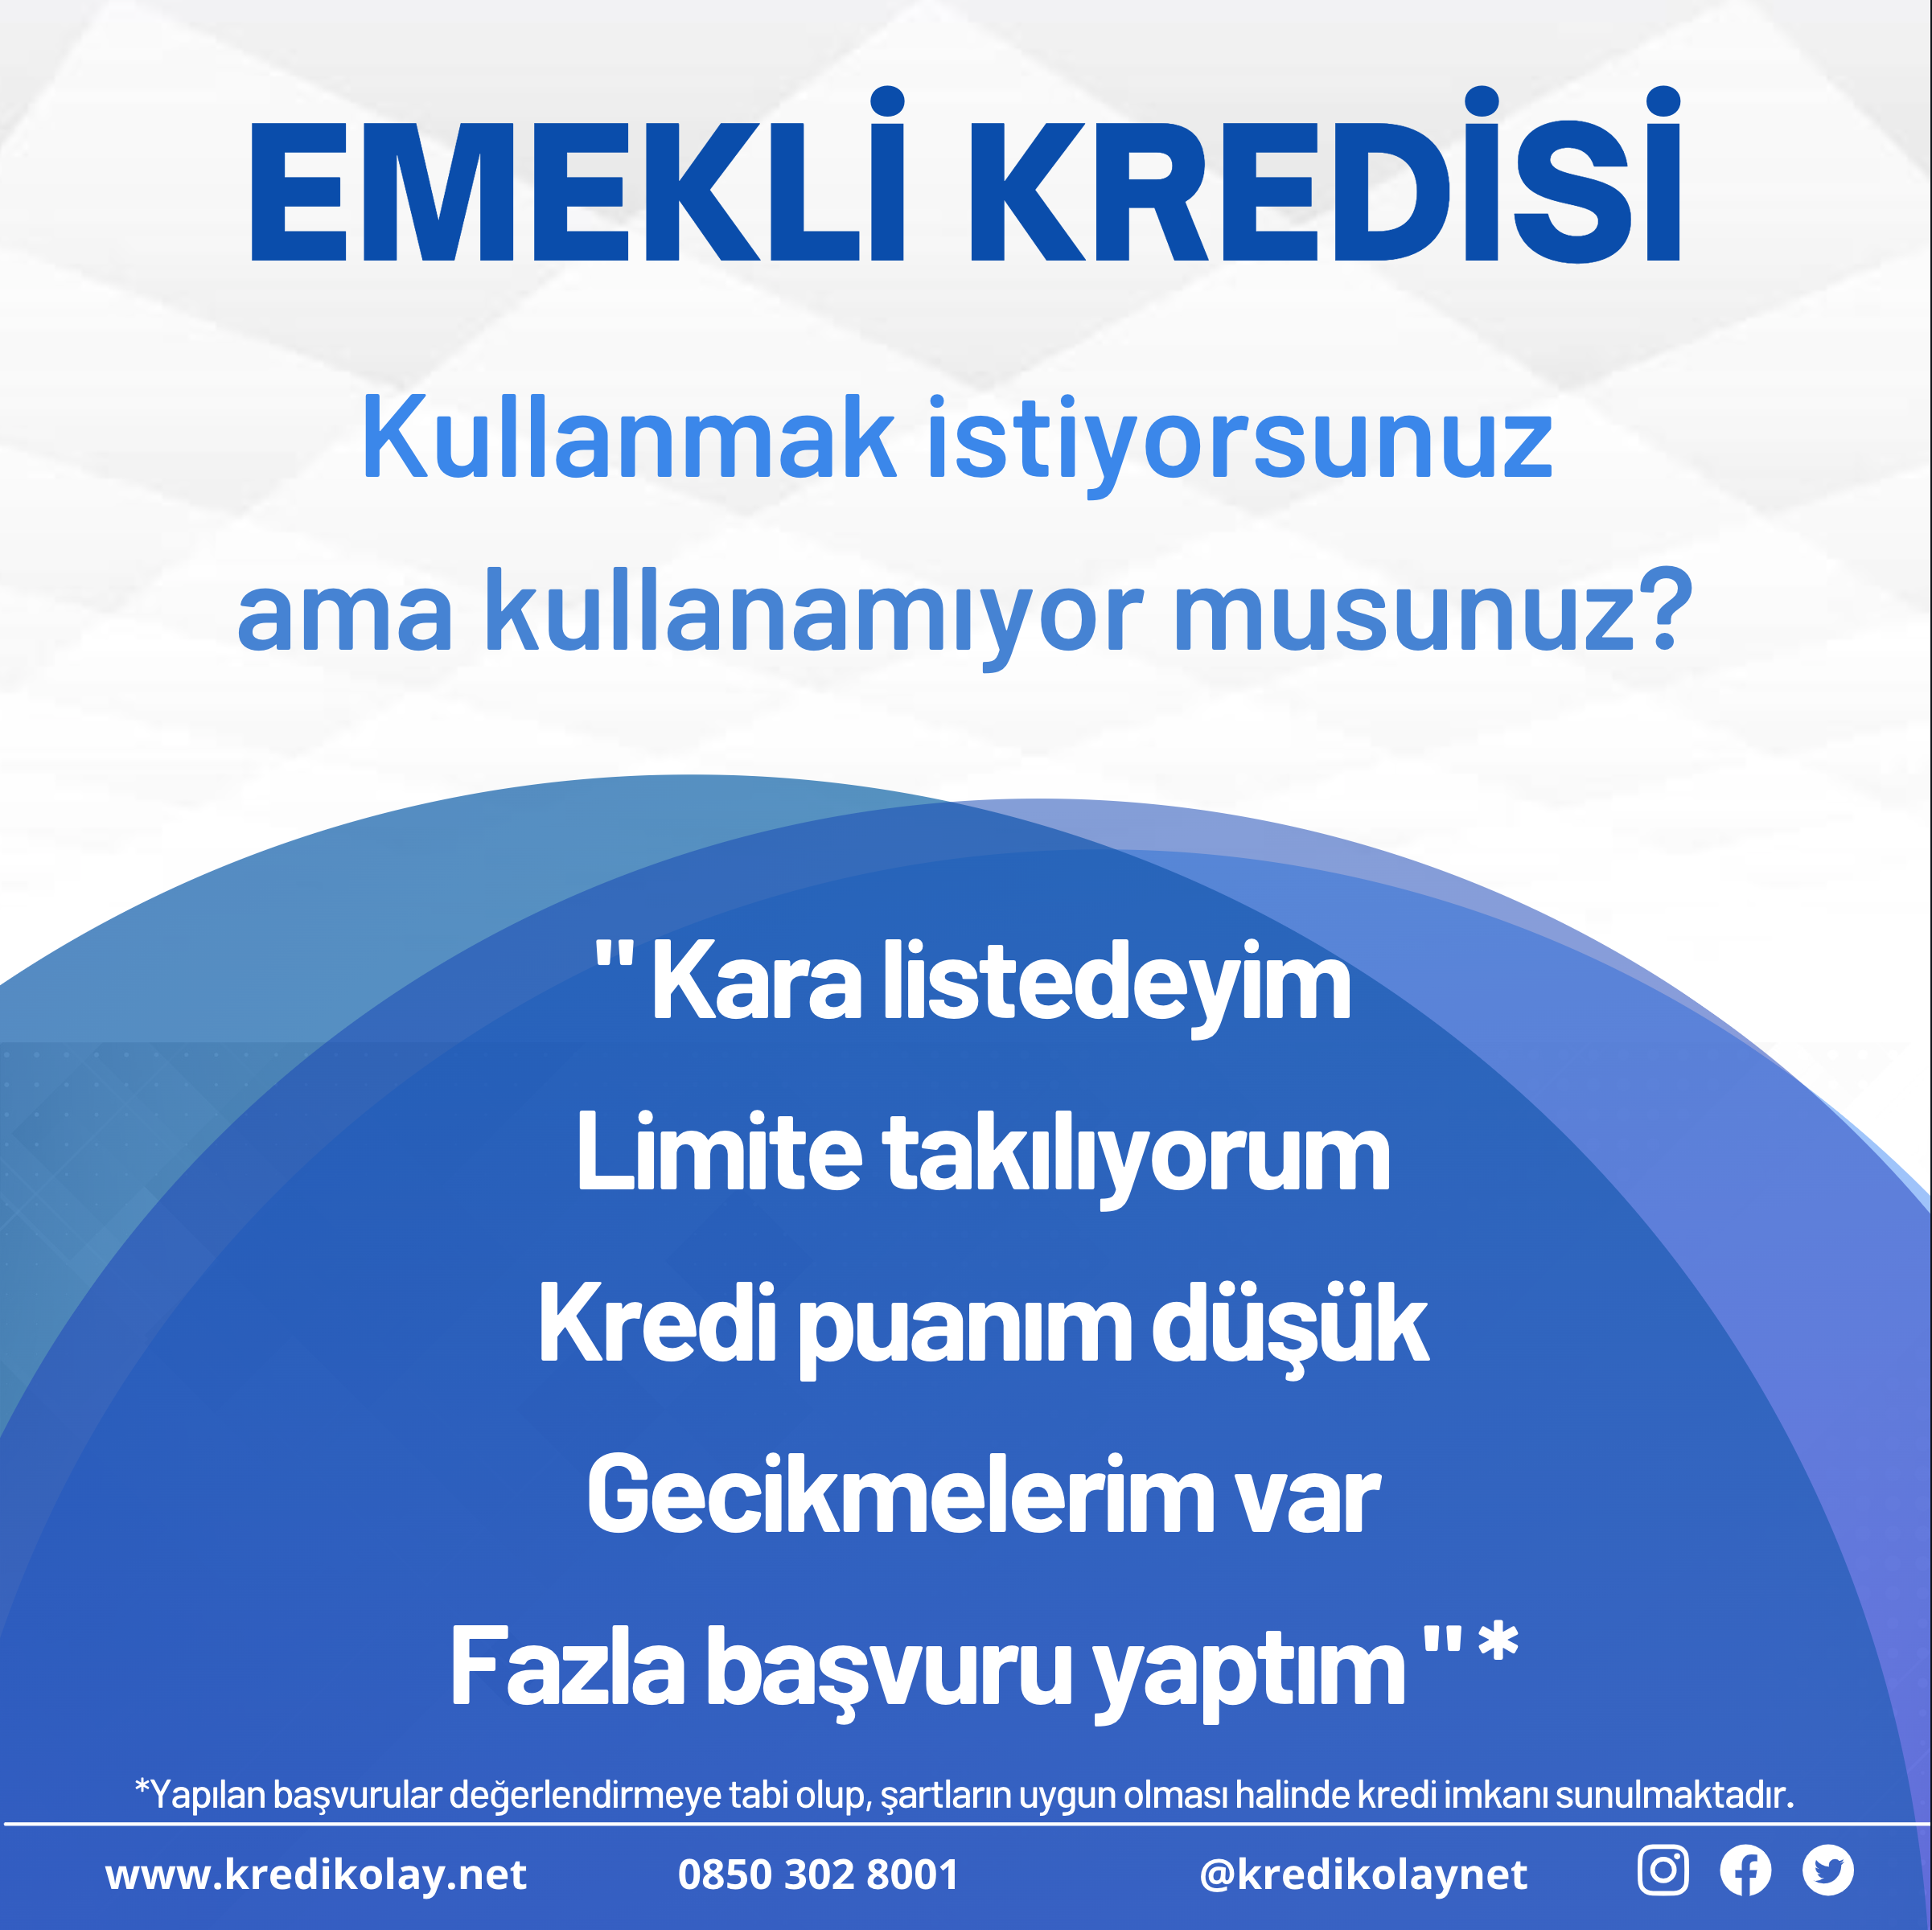 EMEKLİ KREDİSİ
Kullanmak istiyorsunuz
ama kullanamıyor musunuz?
"Kara listedeyim
Limite takılıyorum
Kredi puanım düşük
Gecikmelerim var
Fazla başvuru yaptım"*
*Yapılan başvurular değerlendirmeye tabi olup, şartların uygun olması halinde kredi imkanı sunulmaktadır.
www.kredikolay.net 0850 302 8001 @kredikolaynet